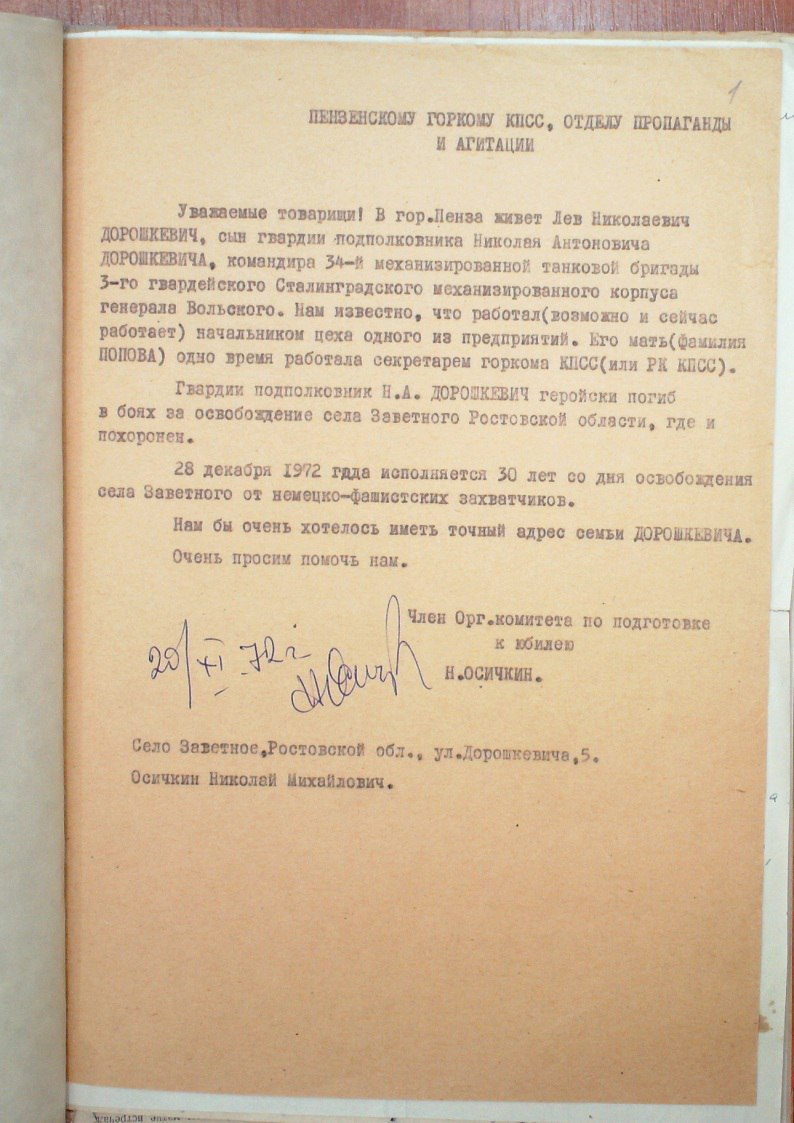 1
ПЕНЗЕНСКОМУ ГОРКОМУ КПСС, ОТДЕЛУ ПРОПАГАНДЫ
И АГИТАЦИИ
Уважаемые товарищи! В гор.Пенза живет Лев Николаевич
ДОРОШКЕВИЧ, сын гвардии подполковника Николая Антоновича
ДОРОШКЕВИЧА, командира 34-й механизированной танковой бригады
3-го гвардейского Сталинградского механизированного корпуса
генерала Вольского. Нам известно, что работал(возможно и сейчас
работает) начальником цеха одного из предприятий. Его мать(фамилия
ПОПОВА) одно время работала секретарем горкома КПСС(или РК КПСС).
Гвардии подполковник Н.А. ДОРОШКЕВИЧ геройски погиб
в боях за освобождение села Заветного Ростовской области, где и
похоронен.
28 декабря 1972 гдда исполняется 30 лет со дня освобождения
села Заветного от немецко-фашистских захватчиков.
Нам бы очень хотелось иметь точный адрес семьи ДОРОШКЕВИЧА.
Очень просим помочь нам.
Член Орг.комитета по подготовке
к юбилею
20/XI-72г.
Н.ОСИЧКИН.
Село Заветное,Ростовской обл., ул.Дорошкевича,5.
Осичкин Николай Михайлович.